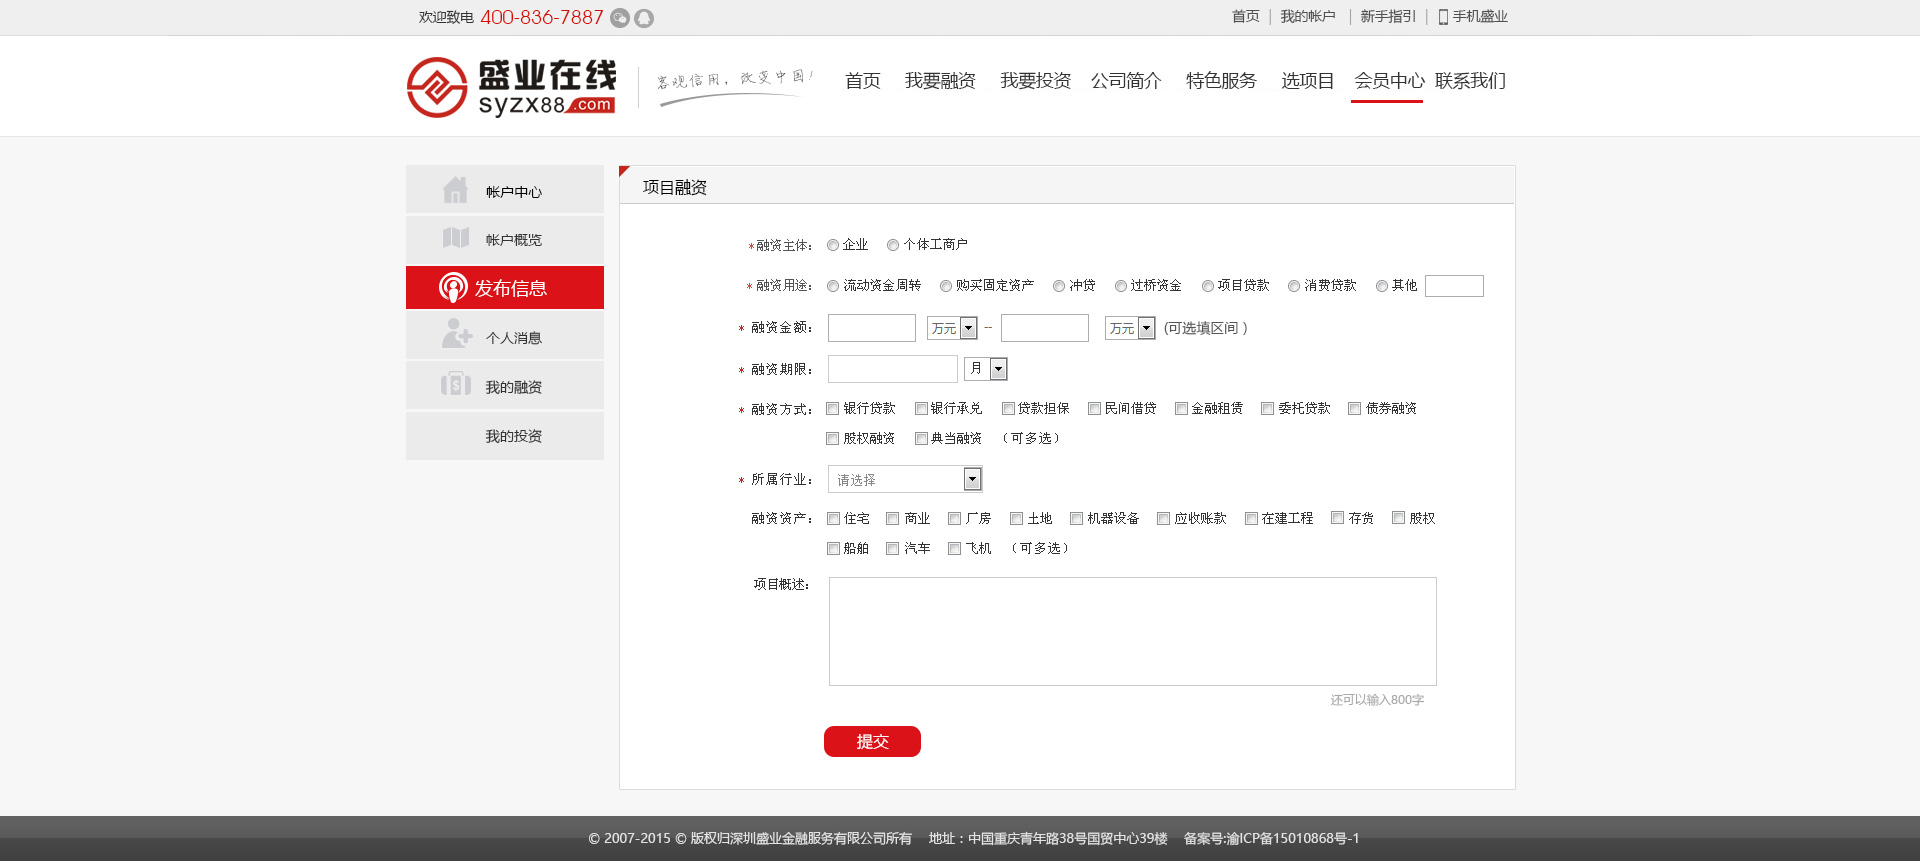 欢迎致电 400-836-7887 首页 | 我的帐户 | 新手指引 | 手机盛业
盛业在线 syzx88.com 客观信用，改变中国！ 首页 我要融资 我要投资 公司简介 特色服务 选项目 会员中心 联系我们
帐户中心
帐户概览
发布信息
个人消息
我的融资
我的投资
项目融资
*融资主体： 企业 个体工商户
*融资用途： 流动资金周转 购买固定资产 冲贷 过桥资金 项目贷款 消费贷款 其他
* 融资金额： 万元 -- 万元 (可选填区间 )
* 融资期限： 月
* 融资方式： 银行贷款 银行承兑 贷款担保 民间借贷 金融租赁 委托贷款 债券融资
股权融资 典当融资 （可多选）
* 所属行业： 请选择
融资资产： 住宅 商业 厂房 土地 机器设备 应收账款 在建工程 存货 股权
船舶 汽车 飞机 （可多选）
项目概述：
还可以输入800字
提交
© 2007-2015 © 版权归深圳盛业金融服务有限公司所有 地址：中国重庆青年路38号国贸中心39楼 备案号:渝ICP备15010868号-1